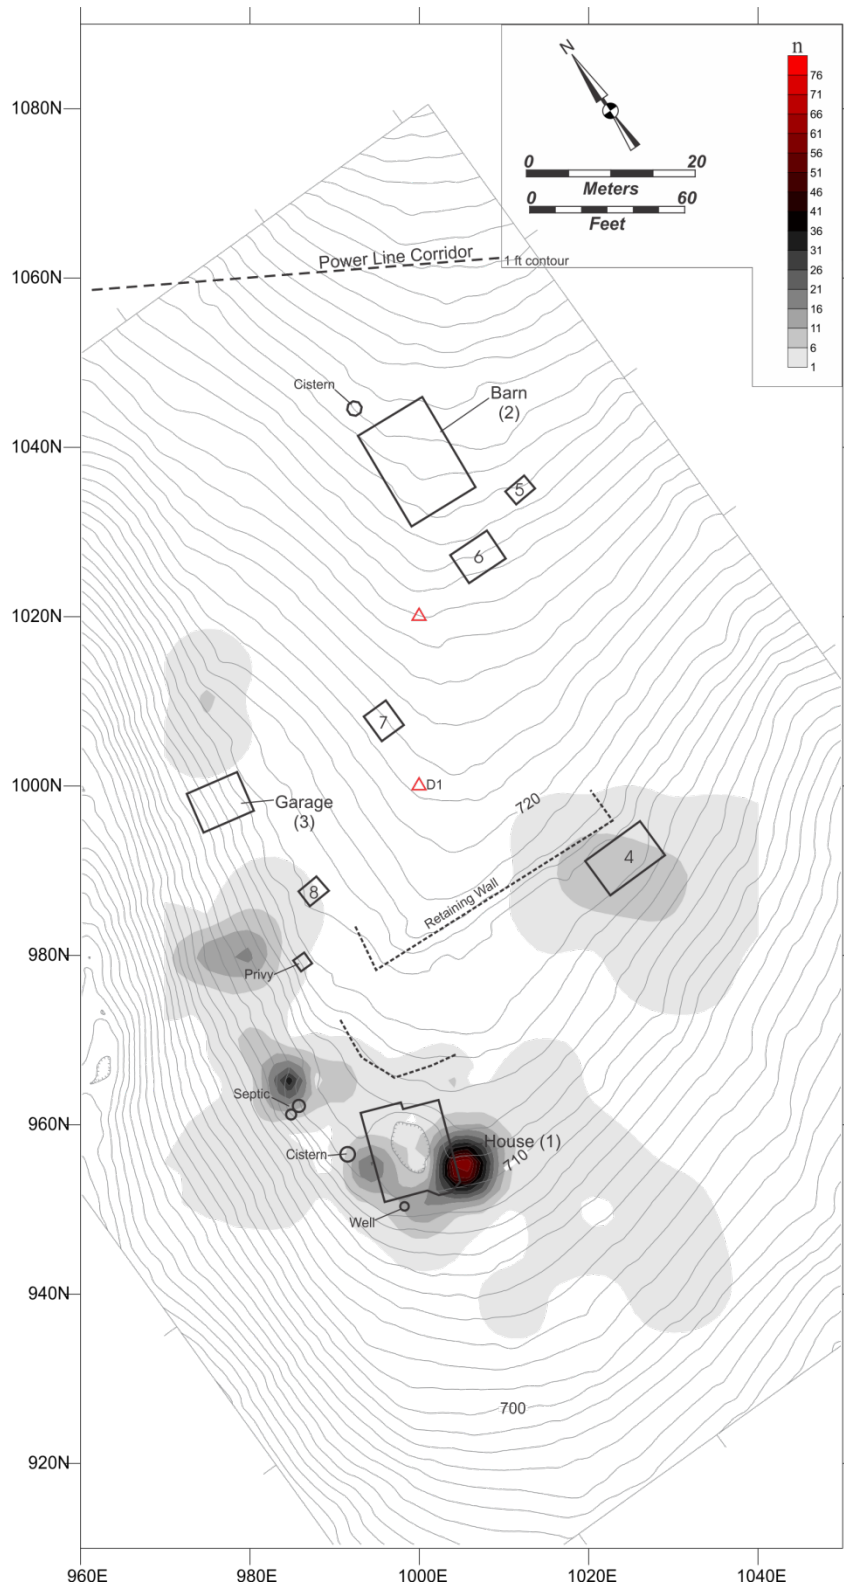 N
n
0 20
Meters
0 60
Feet
76
71
66
61
56
51
46
41
36
31
26
21
16
11
6
1
1080N
1060N
1040N
1020N
1000N
980N
960N
940N
920N
Power Line Corridor
1 ft contour
Cistern
Barn
(2)
5
6
7
D1
Garage
(3)
720
4
8
Retaining Wall
Privy
Septic
Cistern
House (1)
710
Well
700
960E 980E 1000E 1020E 1040E